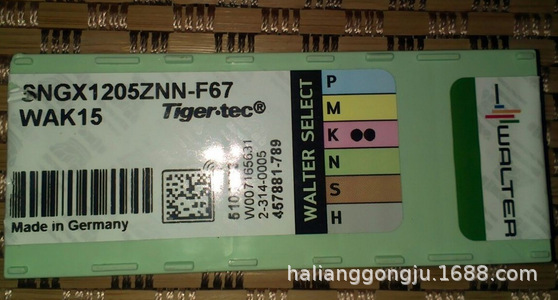 SNGX1205ZNN-F67
WAK15
Tiger·tec®
Made in Germany
W007165631
2-314-0005
457881-789
WALTER SELECT
P
M
K
N
S
H
WALTER
halianggongju.1688.com